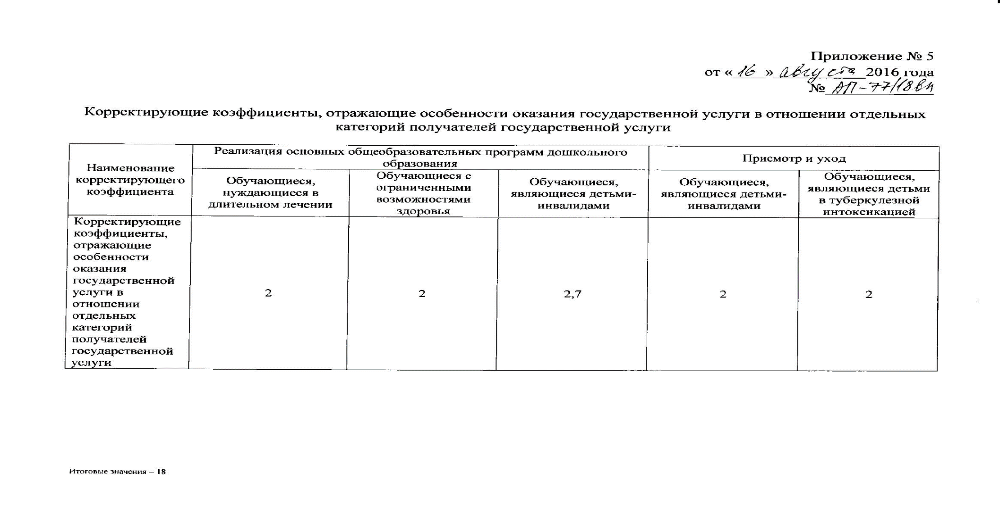 Приложение № 5
от «16» августа 2016 года
№ АП-77/18вн
Корректирующие коэффициенты, отражающие особенности оказания государственной услуги в отношении отдельных
категорий получателей государственной услуги
Наименование
корректирующего
коэффициента
Реализация основных общеобразовательных программ дошкольного
образования
Присмотр и уход
Обучающиеся,
нуждающиеся в
длительном лечении
Обучающиеся с
ограниченными
возможностями
здоровья
Обучающиеся,
являющиеся детьми-
инвалидами
Обучающиеся,
являющиеся детьми-
инвалидами
Обучающиеся,
являющиеся детьми
в туберкулезной
интоксикацией
Корректирующие
коэффициенты,
отражающие
особенности
оказания
государственной
услуги в
отношении
отдельных
категорий
получателей
государственной
услуги
2
2
2,7
2
2
Итоговые значения – 18